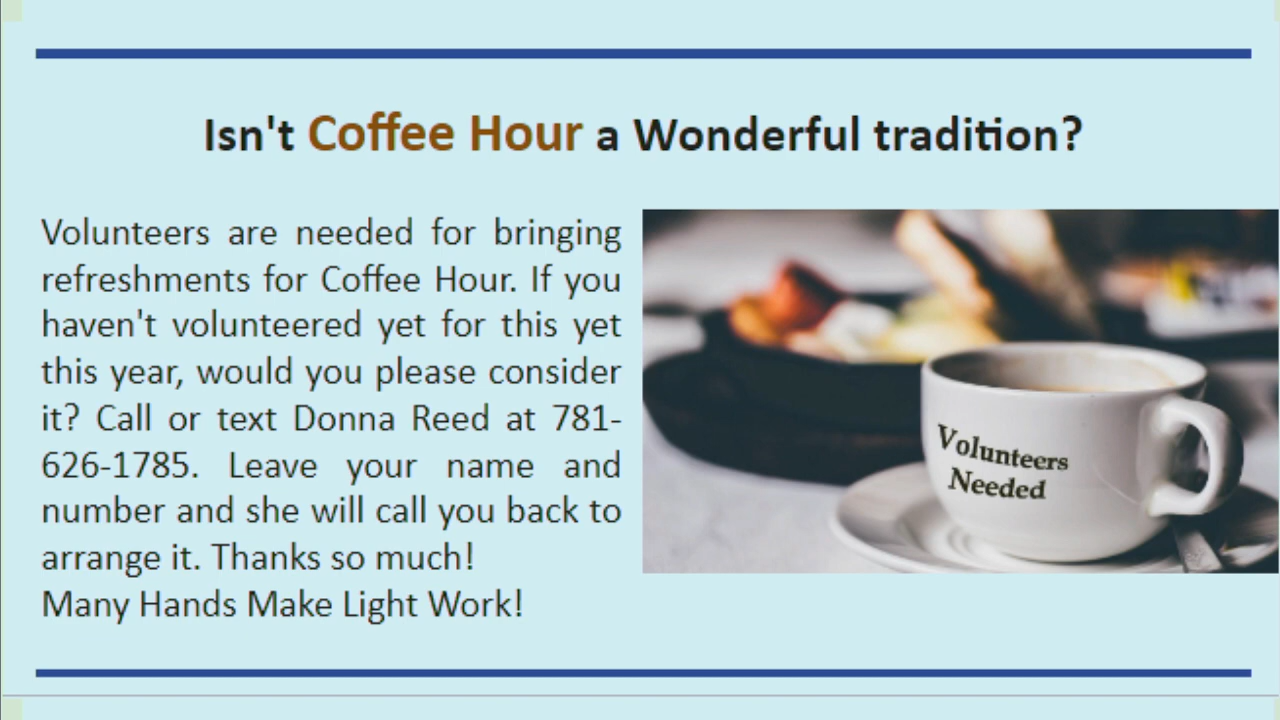 Isn't Coffee Hour a Wonderful tradition?
Volunteers are needed for bringing
refreshments for Coffee Hour. If you
haven't volunteered yet for this yet
this year, would you please consider
it? Call or text Donna Reed at 781-
626-1785. Leave your name and
number and she will call you back to
arrange it. Thanks so much!
Many Hands Make Light Work!
Volunteers
Needed